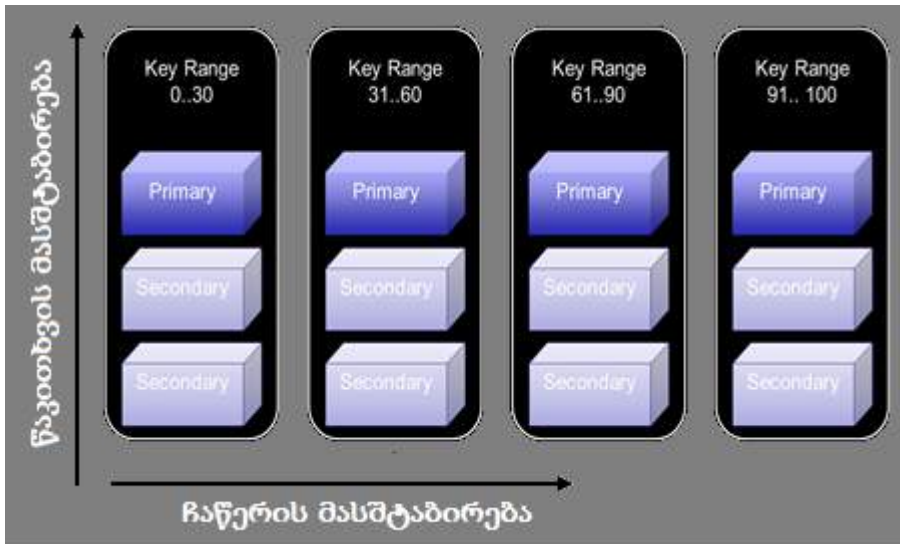 წაკითხვის მასშტაბირება
Key Range
0..30
Primary
Secondary
Secondary
Key Range
31..60
Primary
Secondary
Secondary
Key Range
61..90
Primary
Secondary
Secondary
Key Range
91.. 100
Primary
Secondary
Secondary
ჩაწერის მასშტაბირება